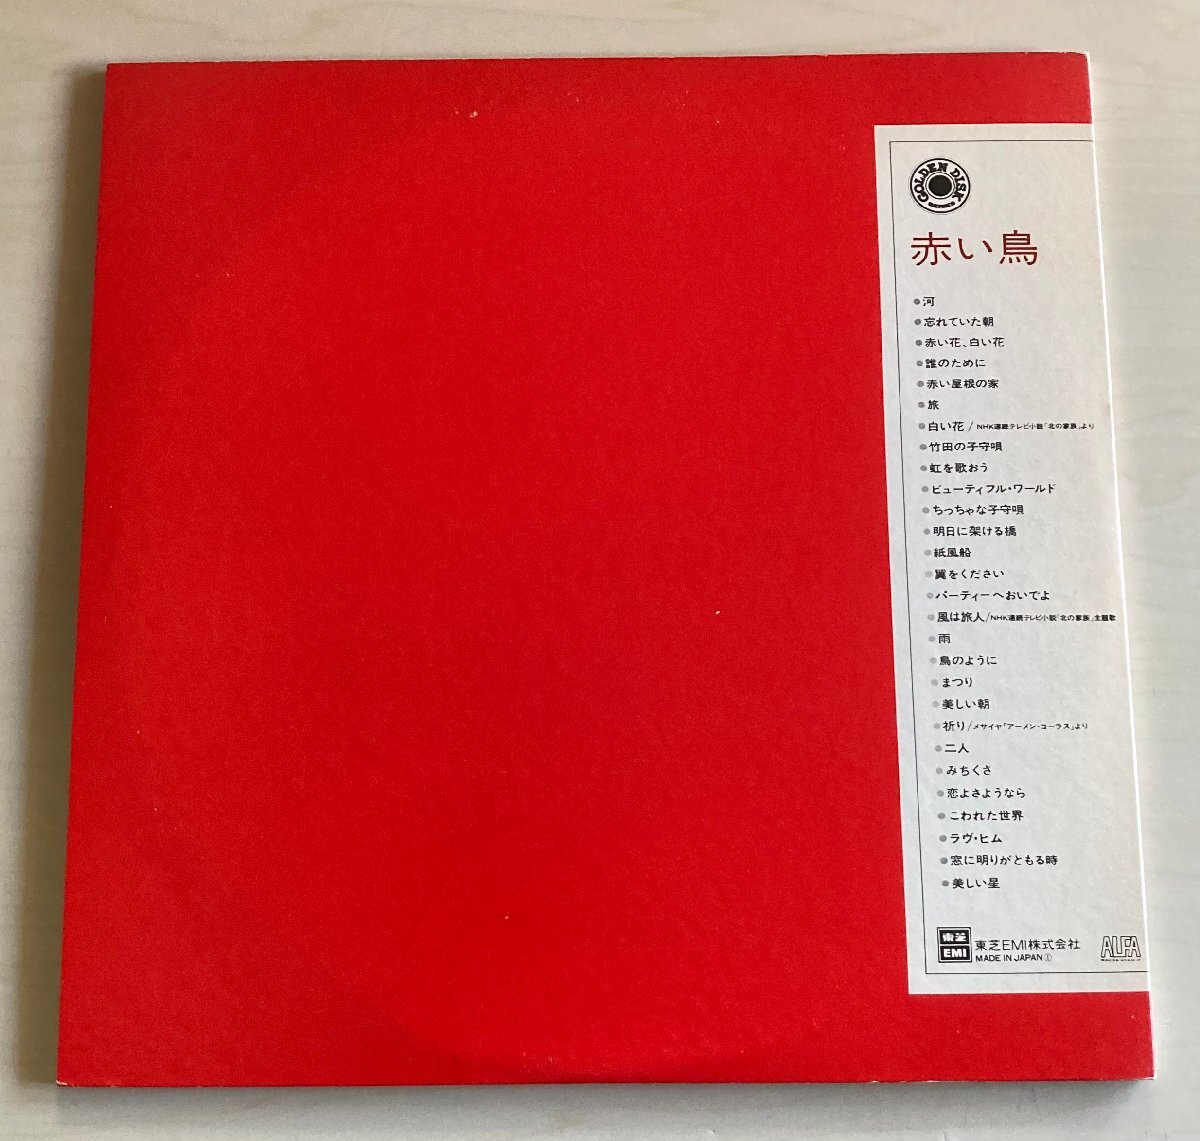 GOLDEN DISK
赤い鳥
河
忘れていた朝
赤い花、白い花
誰のために
赤い屋根の家
旅
白い花/NHK連続テレビ小説「北の家族」より
竹田の子守唄
虹を歌おう
ビューティフル・ワールド
ちっちゃな子守唄
明日に架ける橋
紙風船
翼をください
パーティーへおいでよ
風は旅人/NHK連続テレビ小説「北の家族」主題歌
雨
鳥のように
まつり
美しい朝
祈り/メサイヤ「アーメン・コーラス」より
二人
みちくさ
恋よさようなら
こわれた世界
ラヴ・ヒム
窓に明りがともる時
美しい星
東芝
EMI
東芝EMI株式会社
MADE IN JAPAN①
ALFA